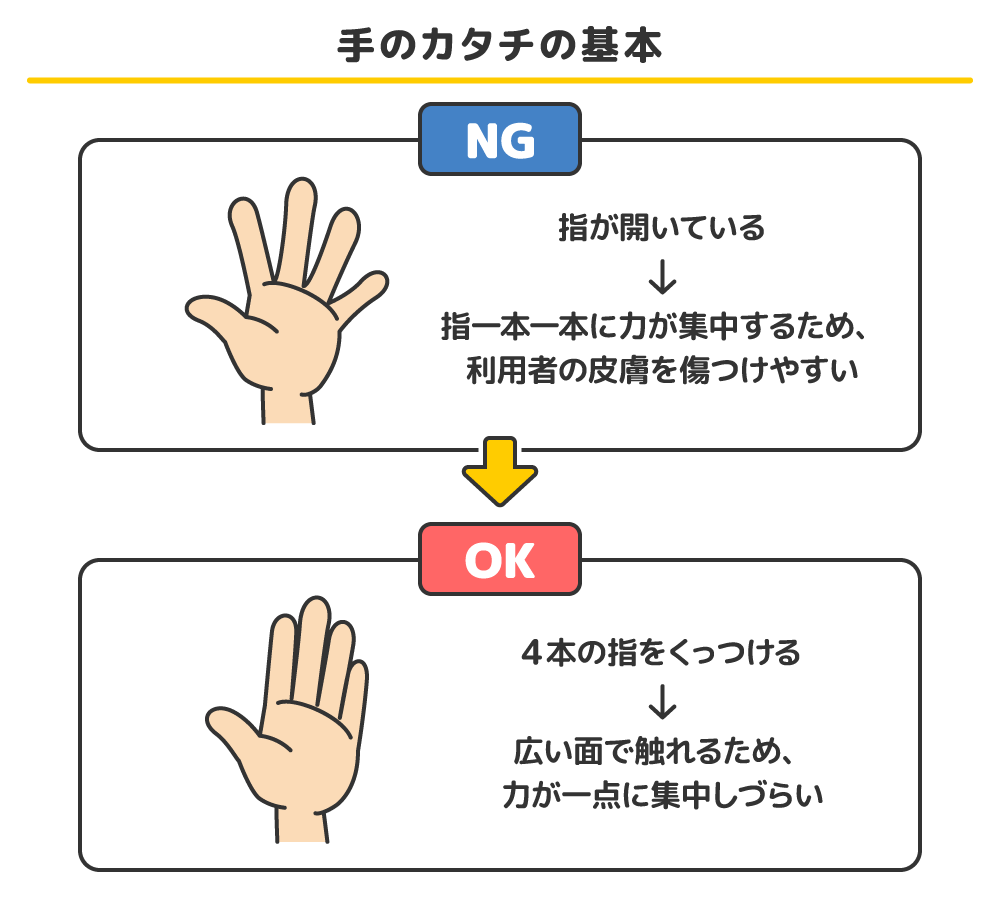 手のカタチの基本
NG
指が開いている
↓
指一本一本に力が集中するため、
利用者の皮膚を傷つけやすい
OK
4本の指をくっつける
↓
広い面で触れるため、
力が一点に集中しづらい